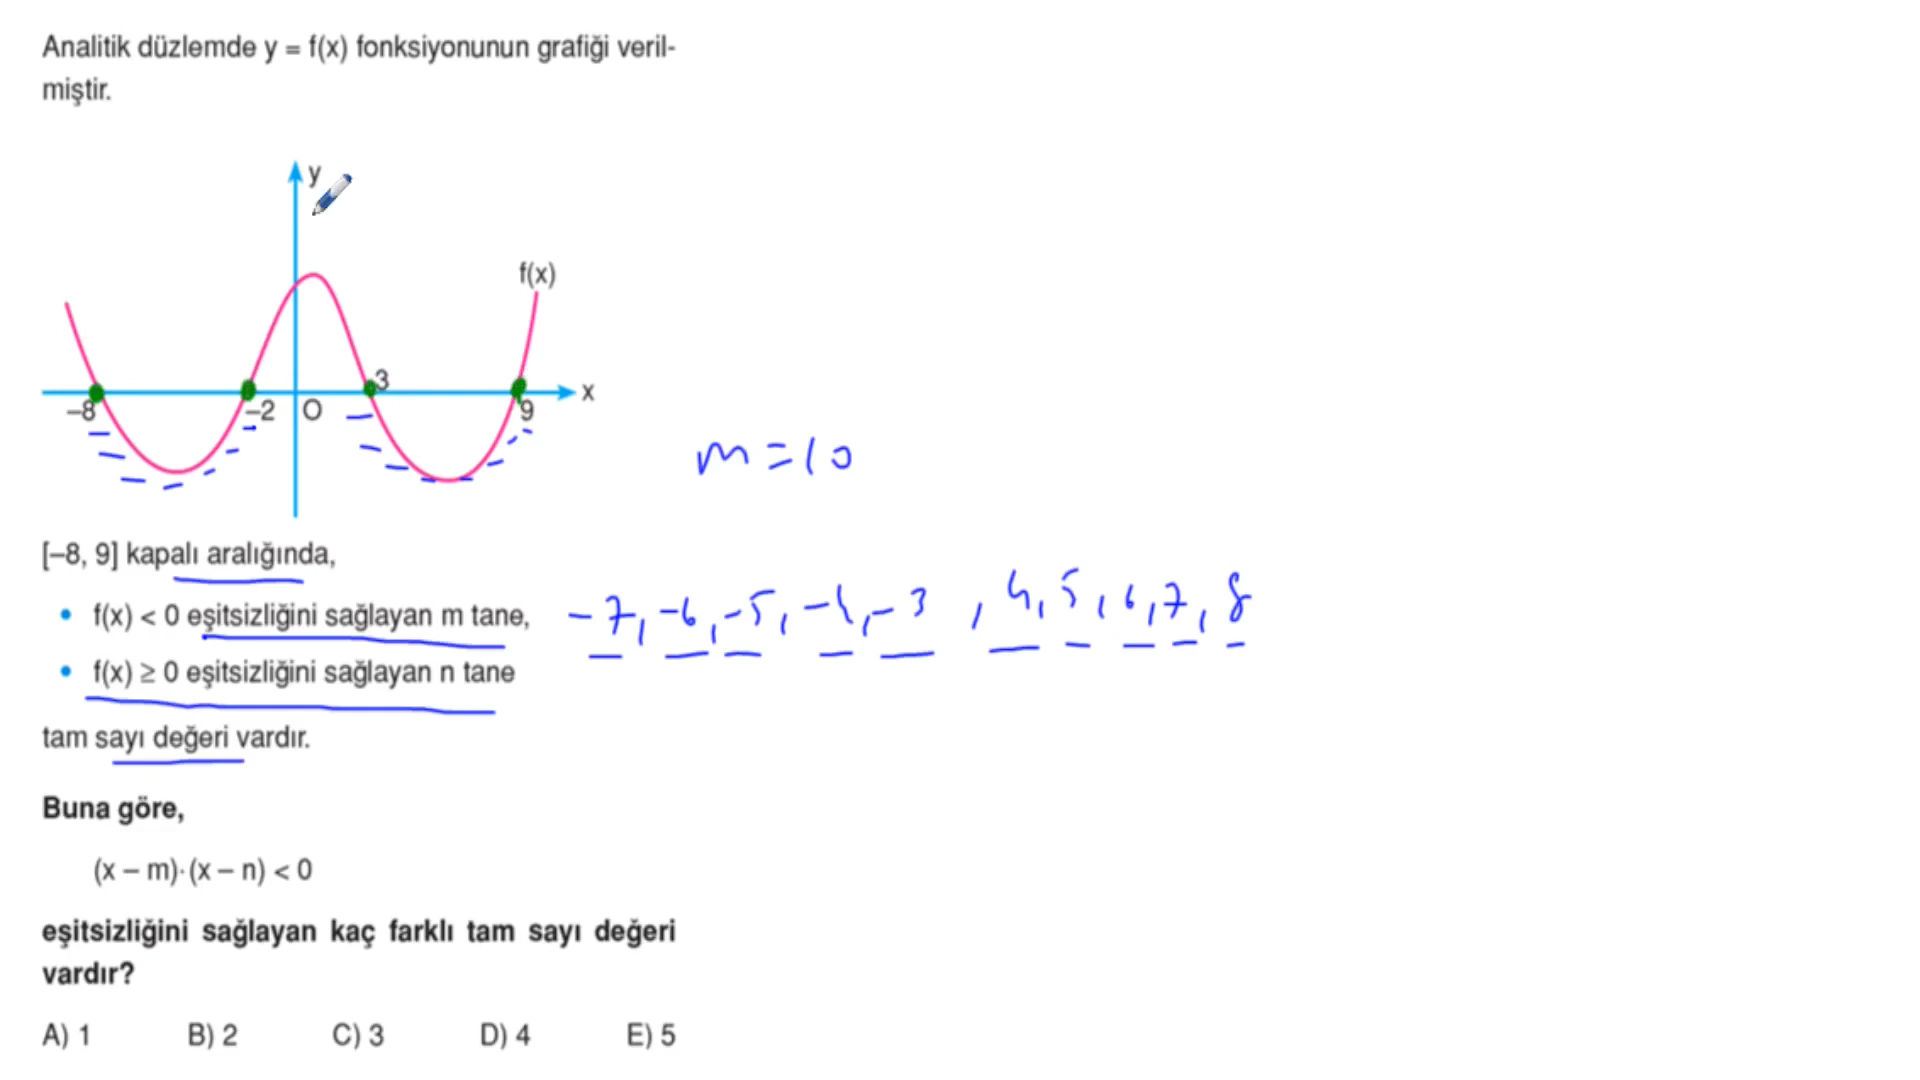 Analitik düzlemde y = f(x) fonksiyonunun grafiği veril-
miştir.
y
f(x)
3
x
–8
–2
O
9
m = 10
[–8, 9] kapalı aralığında,
• f(x) < 0 eşitsizliğini sağlayan m tane,
-7, -6, -5, -4, -3, 4, 5, 6, 7, 8
• f(x) ≥ 0 eşitsizliğini sağlayan n tane
tam sayı değeri vardır.
Buna göre,
(x – m)·(x – n) < 0
eşitsizliğini sağlayan kaç farklı tam sayı değeri
vardır?
A) 1 B) 2 C) 3 D) 4 E) 5